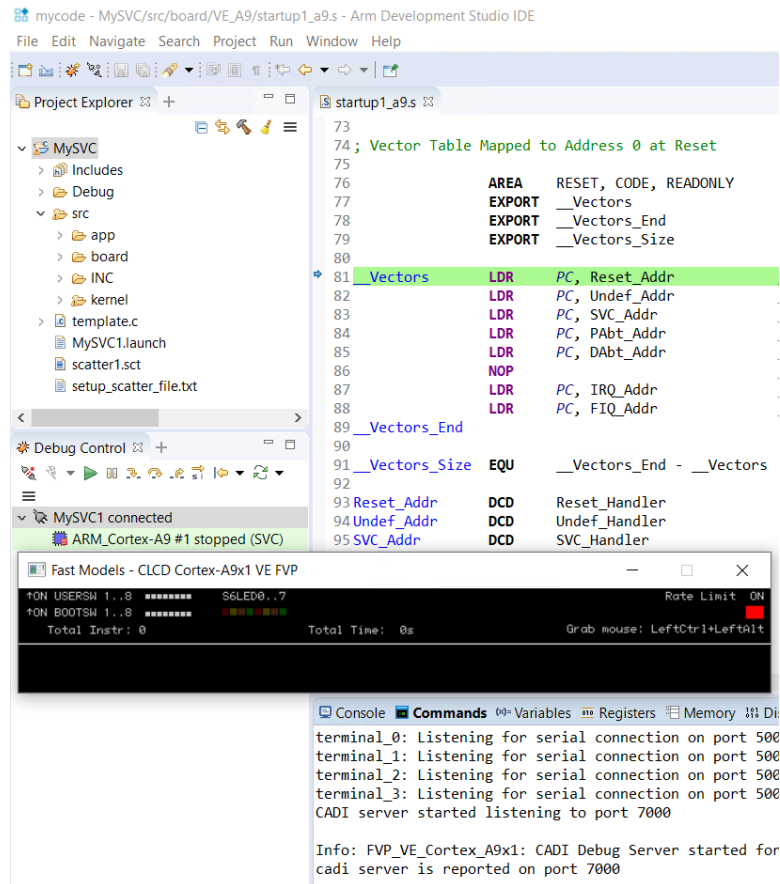 mycode - MySVC/src/board/VE_A9/startup1_a9.s - Arm Development Studio IDE
File Edit Navigate Search Project Run Window Help
Project Explorer
MySVC
Includes
Debug
src
app
board
INC
kernel
template.c
MySVC1.launch
scatter1.sct
setup_scatter_file.txt
startup1_a9.s
73
74 ; Vector Table Mapped to Address 0 at Reset
75
76 AREA RESET, CODE, READONLY
77 EXPORT __Vectors
78 EXPORT __Vectors_End
79 EXPORT __Vectors_Size
80
81 __Vectors LDR PC, Reset_Addr
82 LDR PC, Undef_Addr
83 LDR PC, SVC_Addr
84 LDR PC, PAbt_Addr
85 LDR PC, DAbt_Addr
86 NOP
87 LDR PC, IRQ_Addr
88 LDR PC, FIQ_Addr
89 __Vectors_End
90
91 __Vectors_Size EQU __Vectors_End - __Vectors
92
93 Reset_Addr DCD Reset_Handler
94 Undef_Addr DCD Undef_Handler
95 SVC_Addr DCD SVC_Handler
Debug Control
MySVC1 connected
ARM_Cortex-A9 #1 stopped (SVC)
Fast Models - CLCD Cortex-A9x1 VE FVP
↑ON USERSW 1..8 S6LED0..7 Rate Limit ON
↑ON BOOTSW 1..8
Total Instr: 0 Total Time: 0s Grab mouse: LeftCtrl+LeftAlt
Console Commands Variables Registers Memory Di
terminal_0: Listening for serial connection on port 500
terminal_1: Listening for serial connection on port 500
terminal_2: Listening for serial connection on port 500
terminal_3: Listening for serial connection on port 500
CADI server started listening to port 7000
Info: FVP_VE_Cortex_A9x1: CADI Debug Server started for
cadi server is reported on port 7000